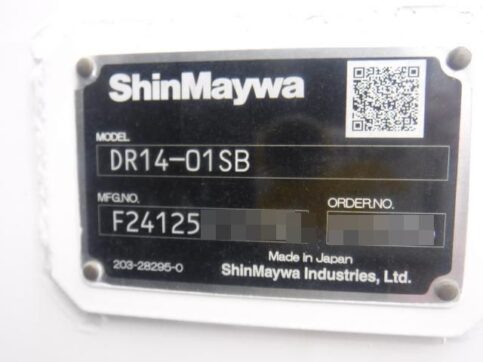 ShinMaywa
MODEL
DR14-01SB
MFG.NO.
ORDER.NO.
F24125
Made in Japan
203-28295-0
ShinMaywa Industries, Ltd.